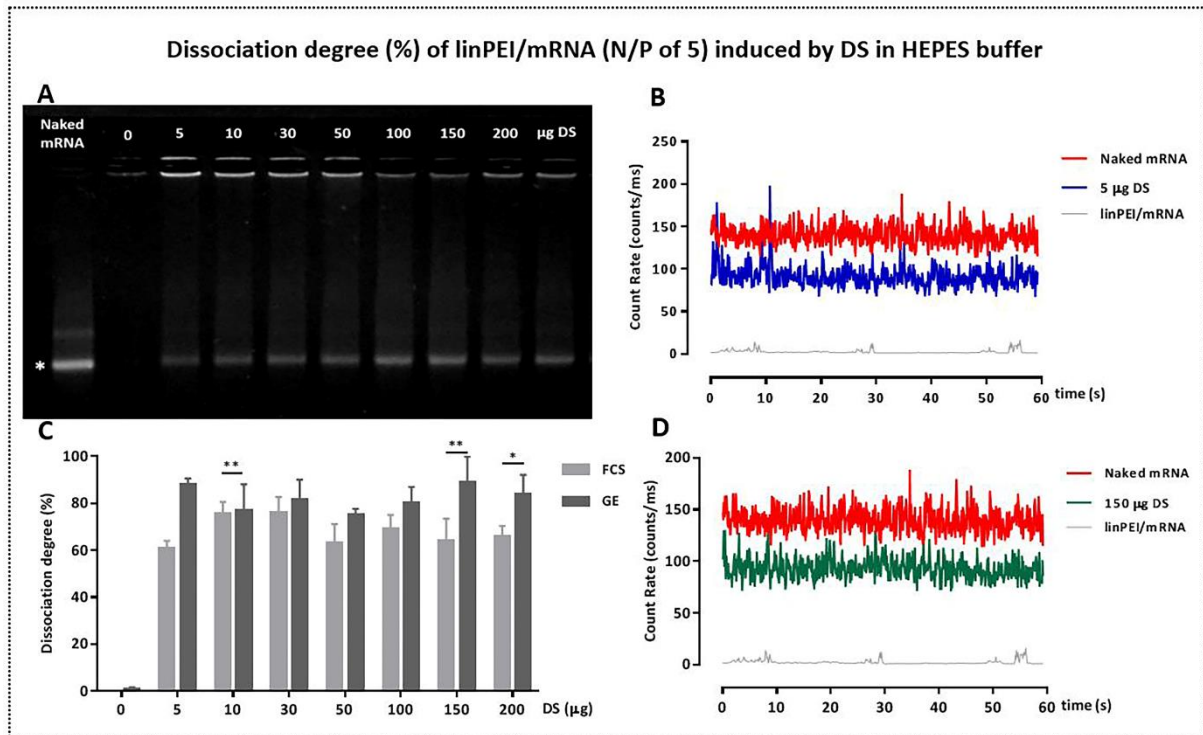 Dissociation degree (%) of linPEI/mRNA (N/P of 5) induced by DS in HEPES buffer
A
Naked
mRNA
0 5 10 30 50 100 150 200 µg DS
*
B
Count Rate (counts/ms)
250
200
150
100
50
0
0 10 20 30 40 50 60
time (s)
Naked mRNA
5 µg DS
linPEI/mRNA
C
Dissociation degree (%)
100
80
60
40
20
0
** ** *
0 5 10 30 50 100 150 200 DS (µg)
FCS
GE
D
Count Rate (counts/ms)
200
150
100
50
0
0 10 20 30 40 50 60
time (s)
Naked mRNA
150 µg DS
linPEI/mRNA